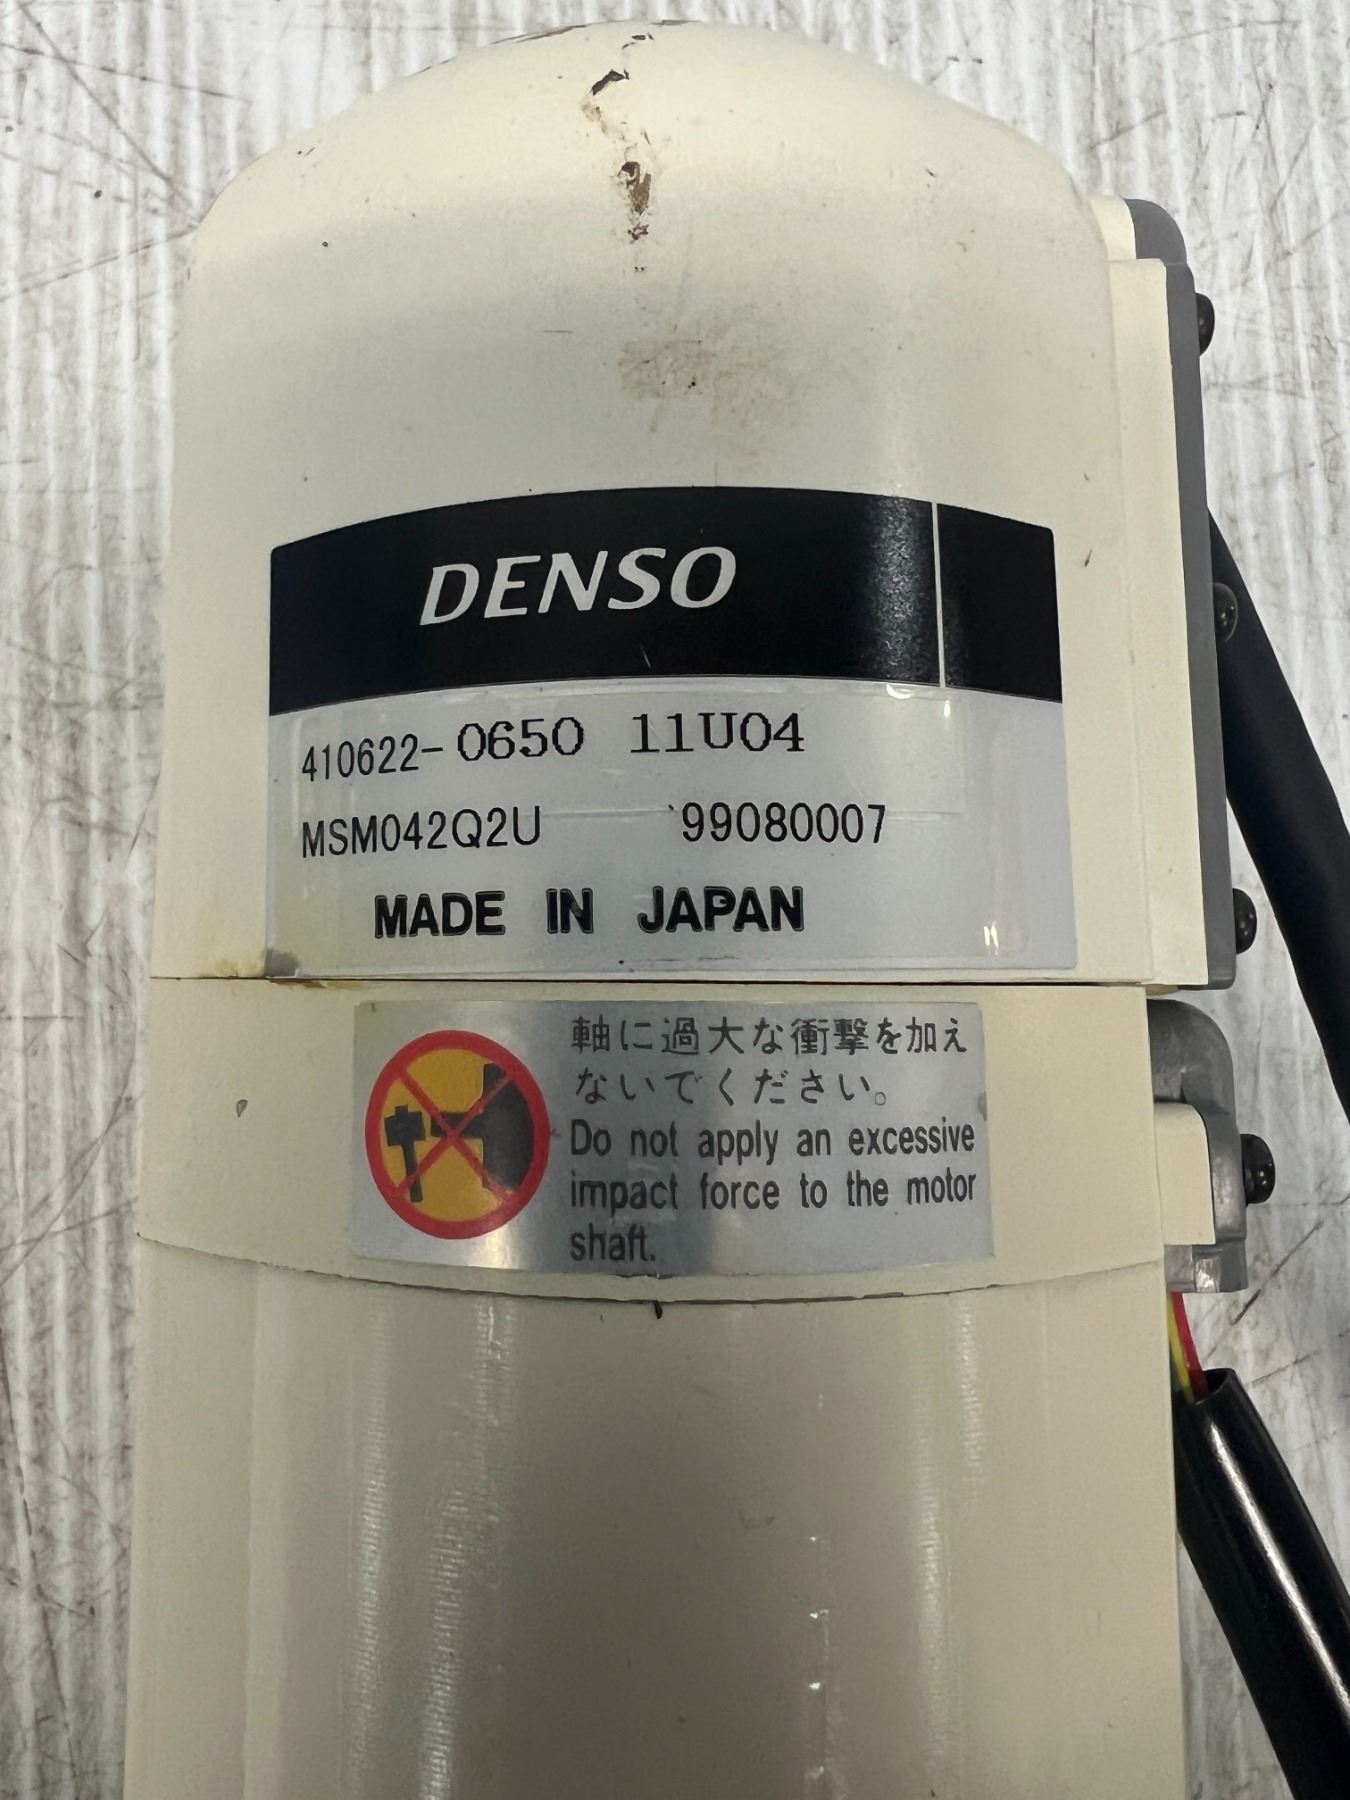 DENSO
410622-0650 11U04
MSM042Q2U 99080007
MADE IN JAPAN
軸に過大な衝撃を加え
ないでください。
Do not apply an excessive
impact force to the motor
shaft.